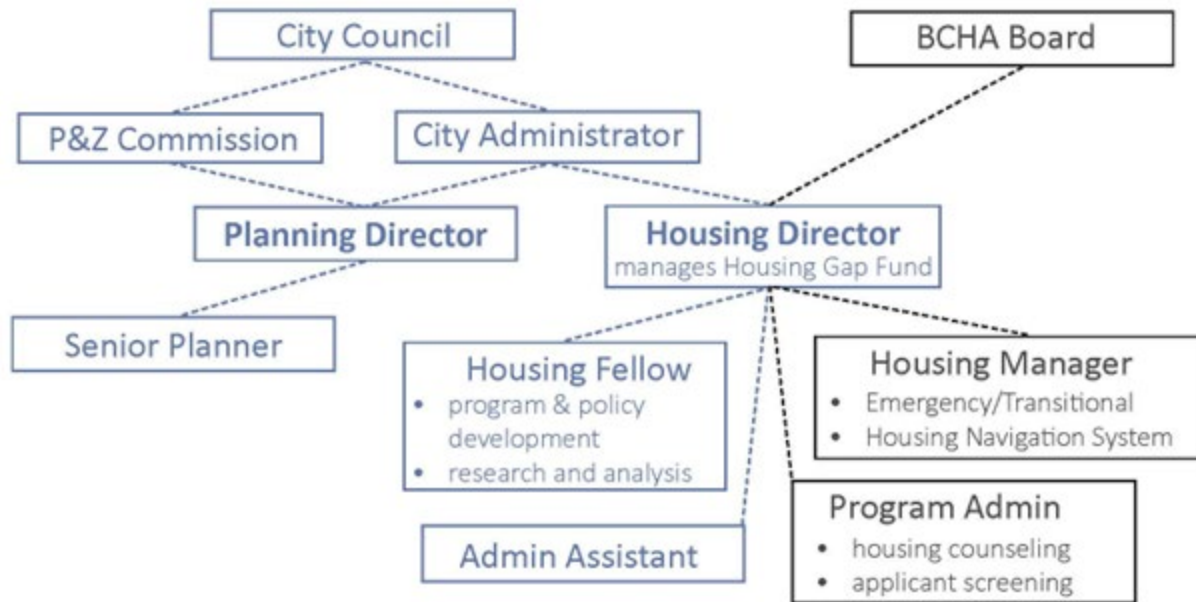 City Council
BCHA Board
P&Z Commission
City Administrator
Planning Director
Housing Director
manages Housing Gap Fund
Senior Planner
Housing Fellow
• program & policy
development
• research and analysis
Housing Manager
• Emergency/Transitional
• Housing Navigation System
Admin Assistant
Program Admin
• housing counseling
• applicant screening